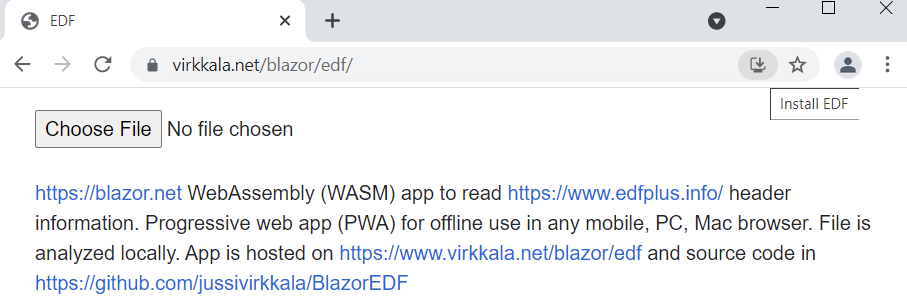 EDF
virkkala.net/blazor/edf/
Install EDF
Choose File No file chosen
https://blazor.net WebAssembly (WASM) app to read https://www.edfplus.info/ header
information. Progressive web app (PWA) for offline use in any mobile, PC, Mac browser. File is
analyzed locally. App is hosted on https://www.virkkala.net/blazor/edf and source code in
https://github.com/jussivirkkala/BlazorEDF